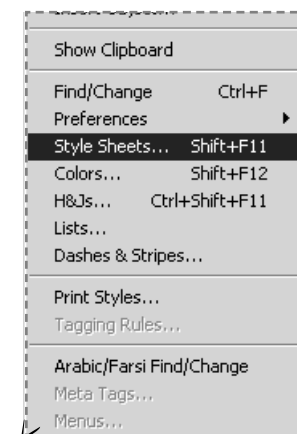 Show Clipboard
Find/Change Ctrl+F
Preferences
Style Sheets... Shift+F11
Colors... Shift+F12
H&Js... Ctrl+Shift+F11
Lists...
Dashes & Stripes...
Print Styles...
Tagging Rules...
Arabic/Farsi Find/Change
Meta Tags...
Menus...